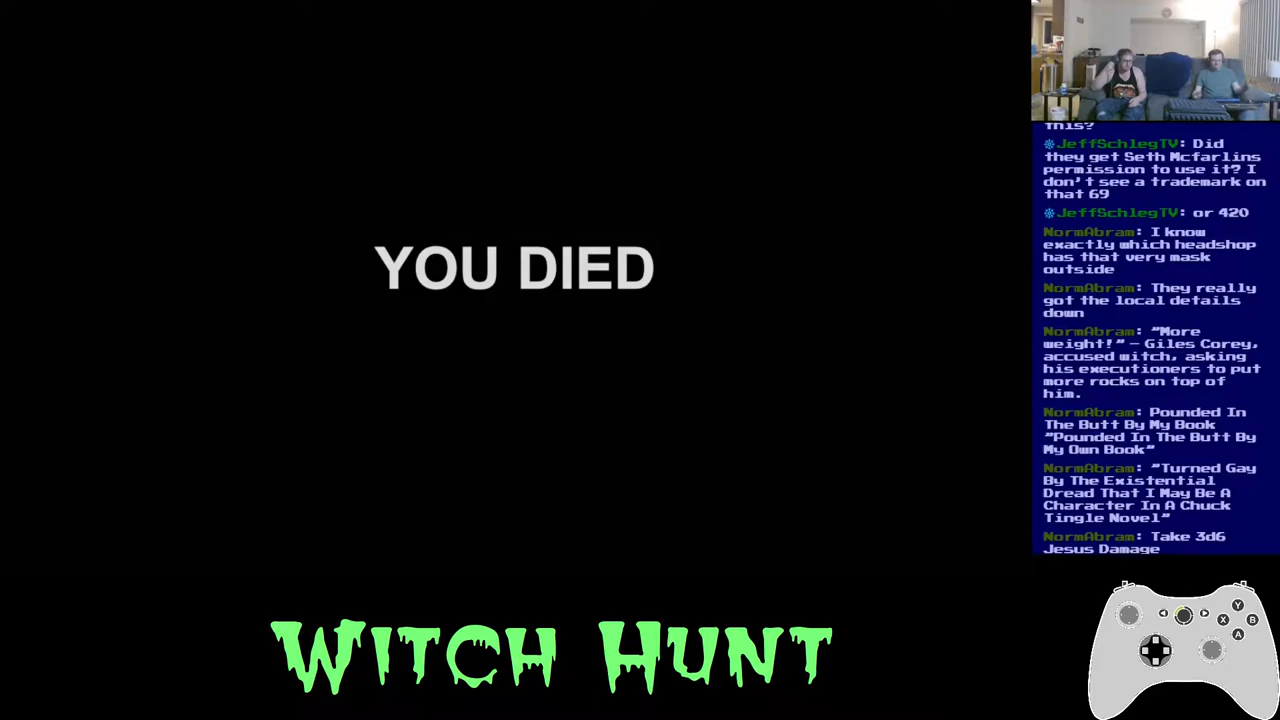 YOU DIED
this?
JeffSchlegTV: Did
they get Seth Mcfarlins
permission to use it? I
don't see a trademark on
that 69
JeffSchlegTV: or 420
NormAbram: I know
exactly which headshop
has that very mask
outside
NormAbram: They really
got the local details
down
NormAbram: "More
weight!" - Giles Corey,
accused witch, asking
his executioners to put
more rocks on top of
him.
NormAbram: Pounded In
The Butt By My Book
"Pounded In The Butt By
My Own Book"
NormAbram: "Turned Gay
By The Existential
Dread That I May Be A
Character In A Chuck
Tingle Novel"
NormAbram: Take 3d6
Jesus Damage
WITCH HUNT
Y
X
B
A